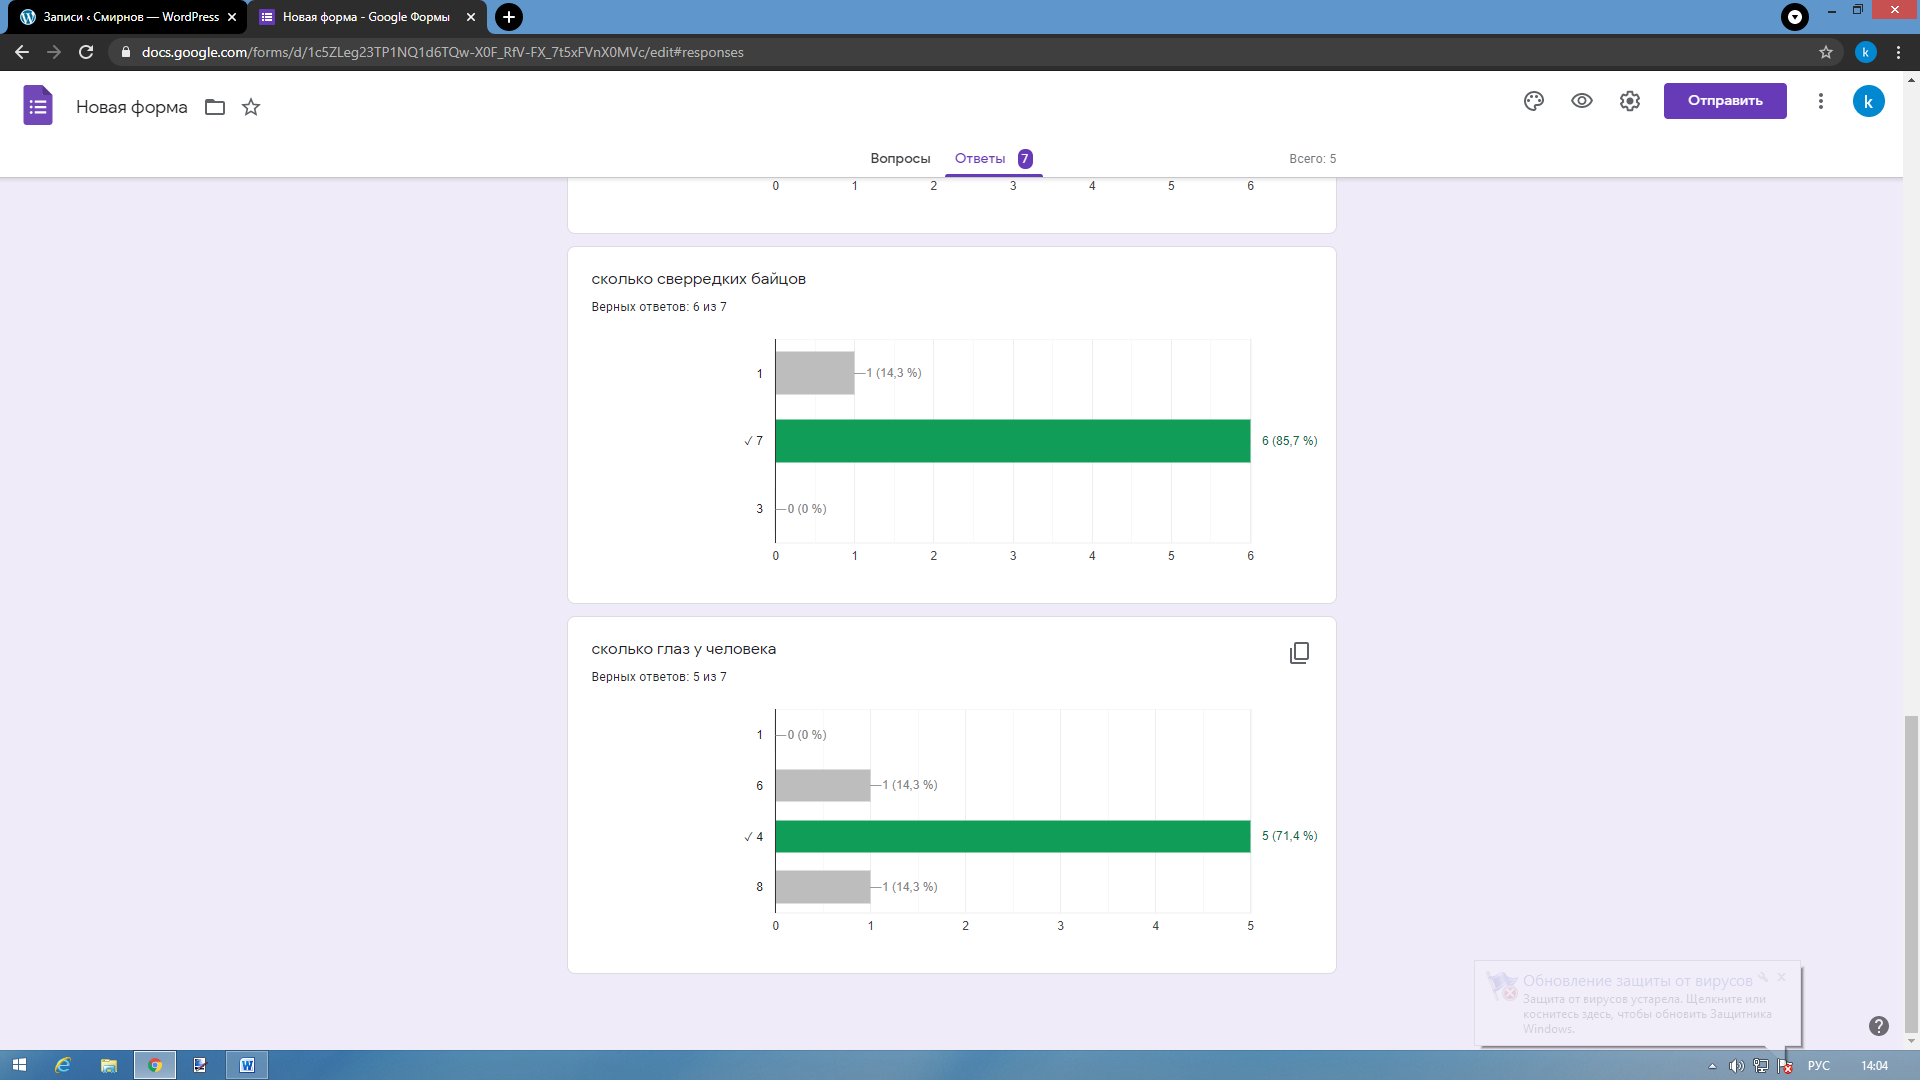 Записи ‹ Смирнов — WordPress
Новая форма - Google Формы
docs.google.com/forms/d/1c5ZLeg23TP1NQ1d6TQw-X0F_RfV-FX_7t5xFVnX0MVc/edit#responses
k
Новая форма
Отправить
k
Вопросы
Ответы 7
Всего: 5
0 1 2 3 4 5 6
сколько сверредких байцов
Верных ответов: 6 из 7
1 1 (14,3 %)
✓ 7 6 (85,7 %)
3 0 (0 %)
0 1 2 3 4 5 6
сколько глаз у человека
Верных ответов: 5 из 7
1 0 (0 %)
6 1 (14,3 %)
✓ 4 5 (71,4 %)
8 1 (14,3 %)
0 1 2 3 4 5
Обновление защиты от вирусов
Защита от вирусов устарела. Щелкните или
коснитесь здесь, чтобы обновить Защитника
Windows.
РУС
14:04